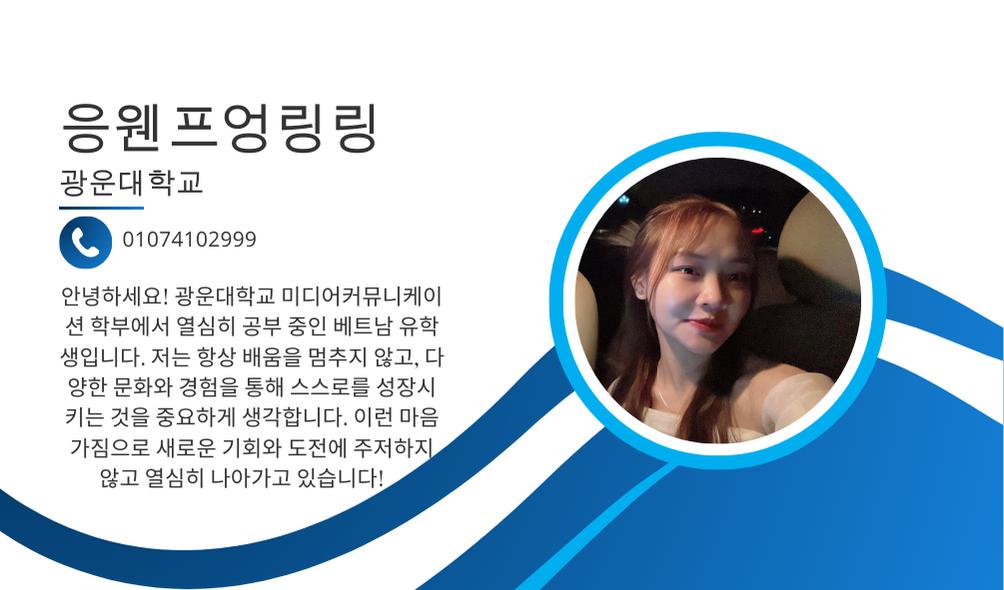 응웬프엉링링
광운대학교
01074102999
안녕하세요! 광운대학교 미디어커뮤니케이
션 학부에서 열심히 공부 중인 베트남 유학
생입니다. 저는 항상 배움을 멈추지 않고, 다
양한 문화와 경험을 통해 스스로를 성장시
키는 것을 중요하게 생각합니다. 이런 마음
가짐으로 새로운 기회와 도전에 주저하지
않고 열심히 나아가고 있습니다!